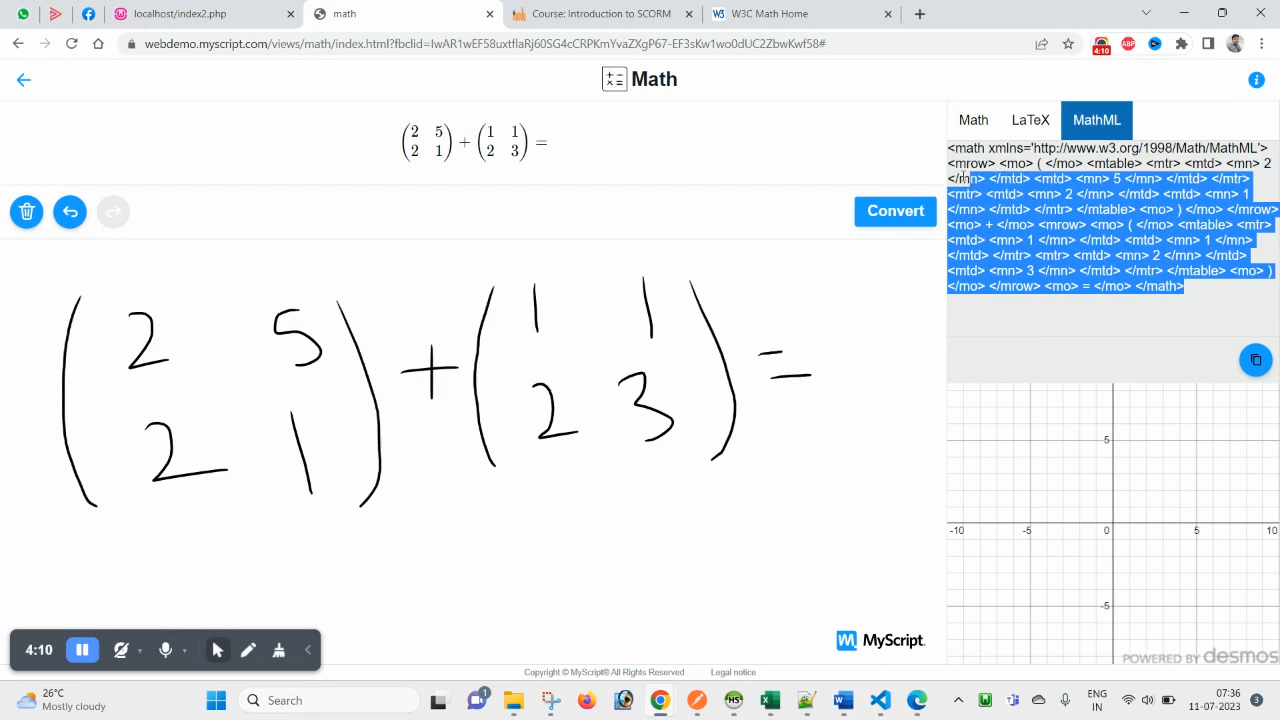 localhost/index2.php
math
Course: Introduction to SCORM
W3C Math Home
webdemo.myscript.com/views/math/index.html?fbclid=IwAR1wEF58uxtflaRj60SG4cCRPKmYvaZXgP67-EF3sKw1wo0dUC2ZbwKwf58#
4:10
ABP
Math
Math LaTeX MathML
( 2 5 ) + ( 1 1 ) =
2 1 2 3
<math xmlns='http://www.w3.org/1998/Math/MathML'>
<mrow> <mo> ( </mo> <mtable> <mtr> <mtd> <mn> 2
</mn> </mtd> <mtd> <mn> 5 </mn> </mtd> </mtr>
<mtr> <mtd> <mn> 2 </mn> </mtd> <mtd> <mn> 1
</mn> </mtd> </mtr> </mtable> <mo> ) </mo> </mrow>
<mo> + </mo> <mrow> <mo> ( </mo> <mtable> <mtr>
<mtd> <mn> 1 </mn> </mtd> <mtd> <mn> 1 </mn>
</mtd> </mtr> <mtr> <mtd> <mn> 2 </mn> </mtd>
<mtd> <mn> 3 </mn> </mtd> </mtr> </mtable> <mo> )
</mo> </mrow> <mo> = </mo> </math>
Convert
( 2 5 ) + ( 1 1 ) =
2 1 2 3
5
-10 -5 0 5 10
-5
POWERED BY desmos
MyScript.
4:10
Copyright © MyScript® All Rights Reserved Legal notice
26°C
Mostly cloudy
Search
1
ENG
IN
07:36
11-07-2023
3